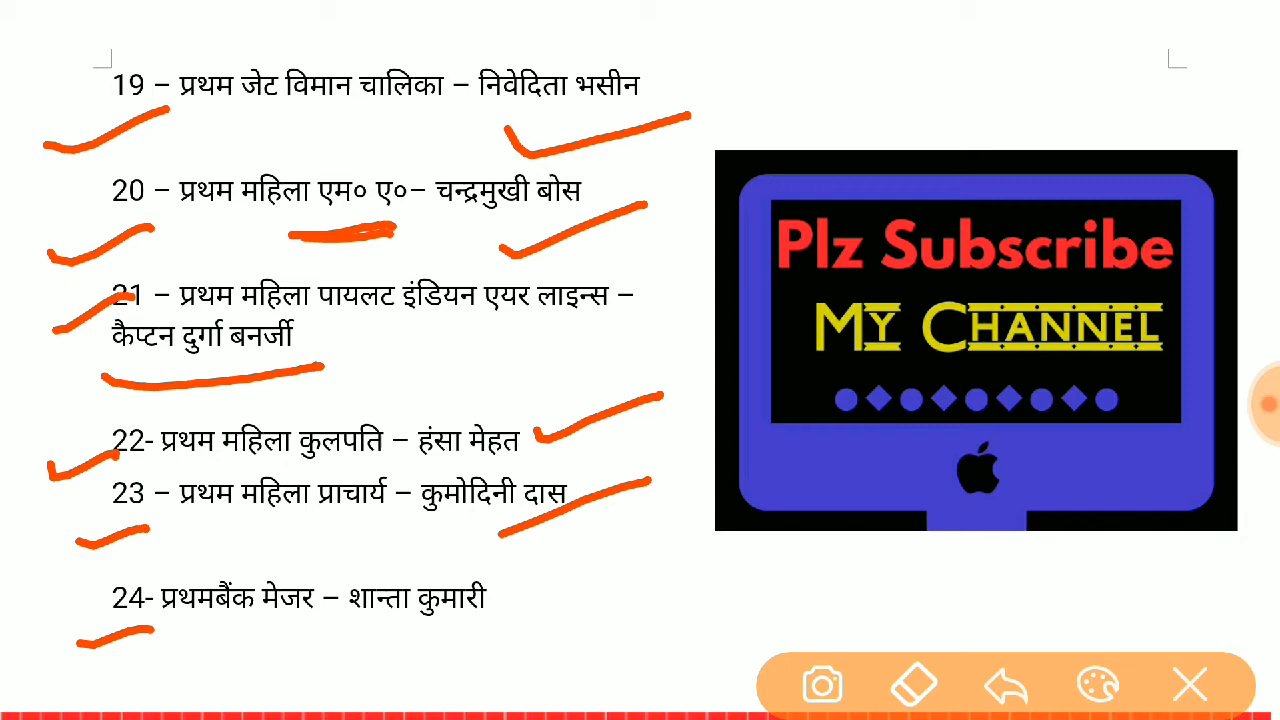 19 – प्रथम जेट विमान चालिका – निवेदिता भसीन
20 – प्रथम महिला एम० ए०– चन्द्रमुखी बोस
21 – प्रथम महिला पायलट इंडियन एयर लाइन्स –
कैप्टन दुर्गा बनर्जी
22- प्रथम महिला कुलपति – हंसा मेहत
23 – प्रथम महिला प्राचार्य – कुमोदिनी दास
24- प्रथमबैंक मेजर – शान्ता कुमारी
Plz Subscribe
My Channel